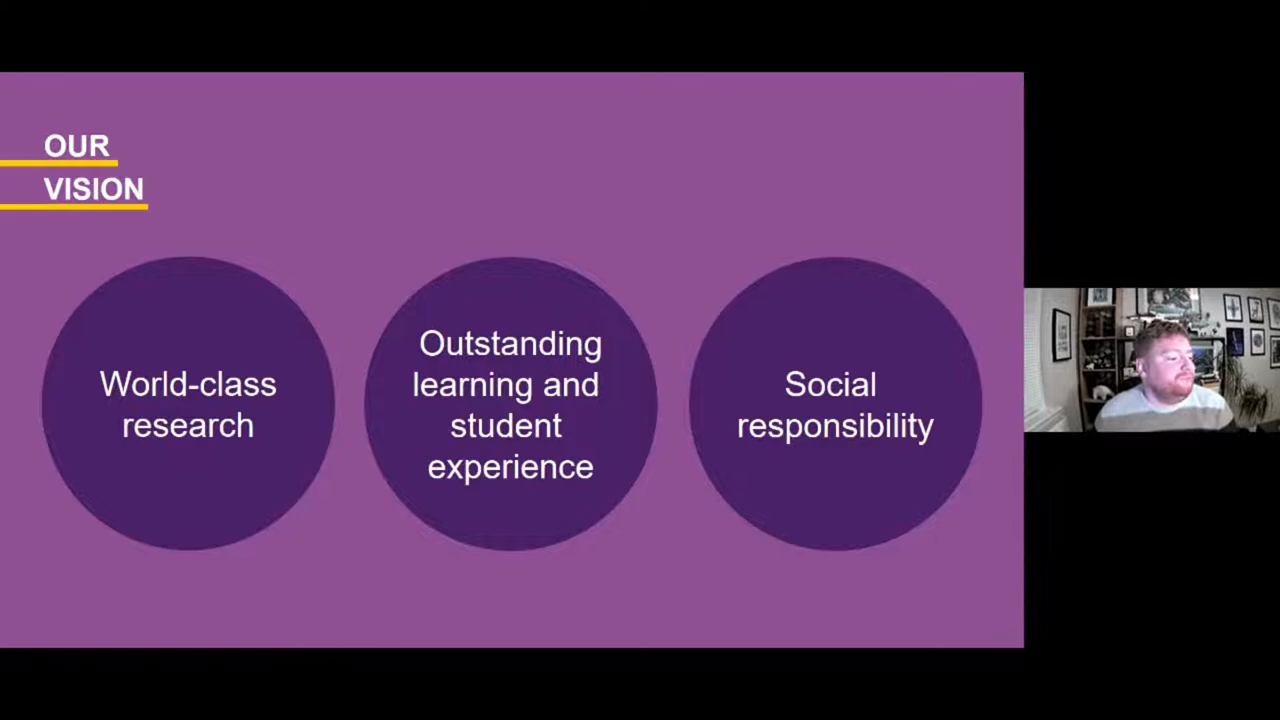 OUR
VISION
World-class
research
Outstanding
learning and
student
experience
Social
responsibility